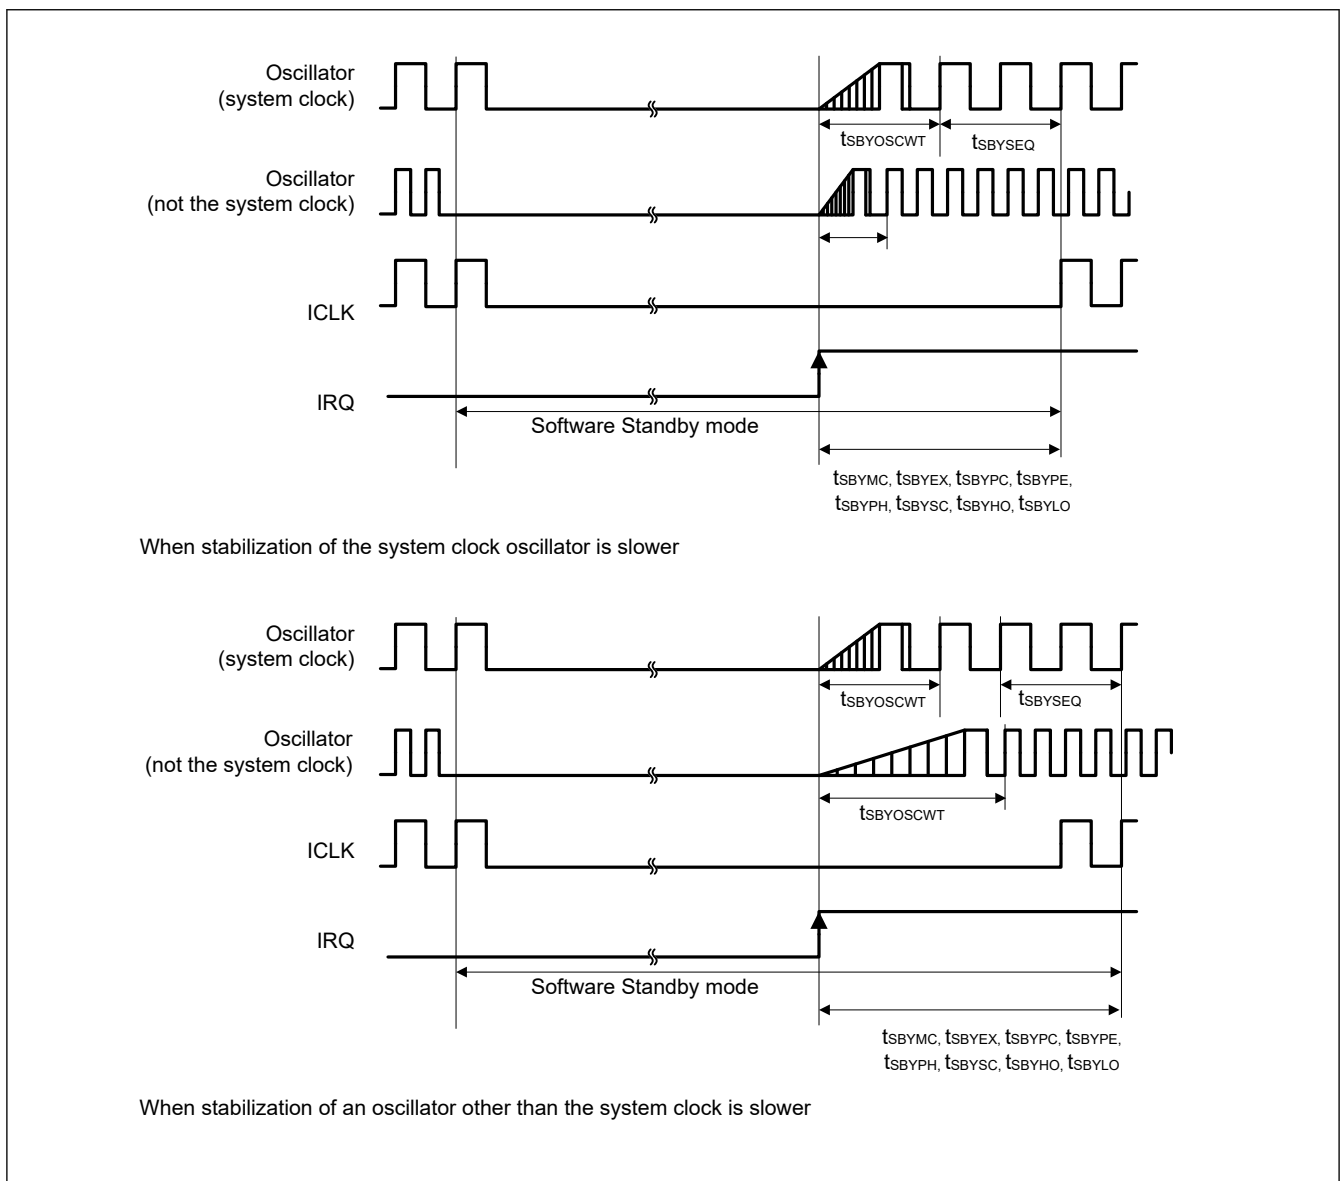 Oscillator
(system clock)
tSBYOSCWT
tSBYSEQ
Oscillator
(not the system clock)
ICLK
IRQ
Software Standby mode
tSBYMC, tSBYEX, tSBYPC, tSBYPE,
tSBYPH, tSBYSC, tSBYHO, tSBYLO
When stabilization of the system clock oscillator is slower
Oscillator
(system clock)
tSBYOSCWT
tSBYSEQ
Oscillator
(not the system clock)
tSBYOSCWT
ICLK
IRQ
Software Standby mode
tSBYMC, tSBYEX, tSBYPC, tSBYPE,
tSBYPH, tSBYSC, tSBYHO, tSBYLO
When stabilization of an oscillator other than the system clock is slower